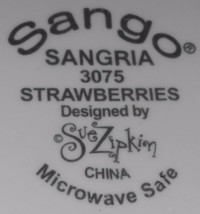 Sango®
SANGRIA
3075
STRAWBERRIES
Designed by
©Sue Zipkin
CHINA
Microwave Safe